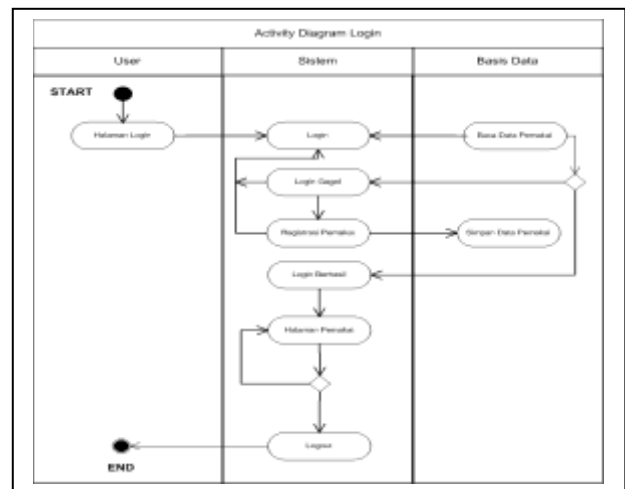 Activity Diagram Login
User
Sistem
Basis Data
START
Halaman Login
Login
Baca Data Pemakai
Login Gagal
Registrasi Pemakai
Simpan Data Pemakai
Login Berhasil
Halaman Pemakai
Logout
END